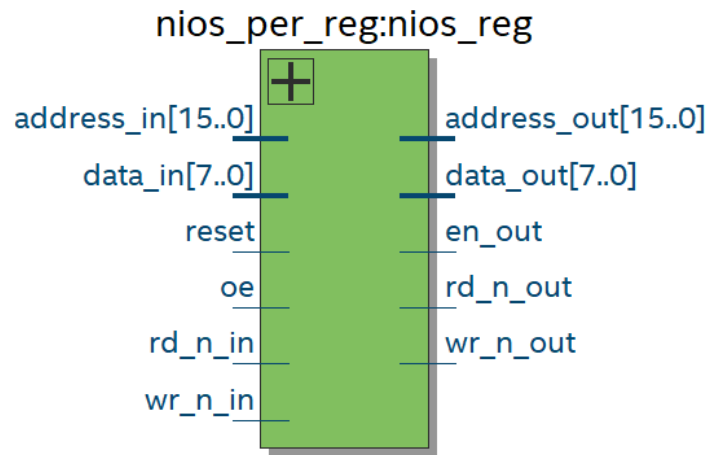 nios_per_reg:nios_reg
address_in[15..0] address_out[15..0]
data_in[7..0] data_out[7..0]
reset en_out
oe rd_n_out
rd_n_in wr_n_out
wr_n_in